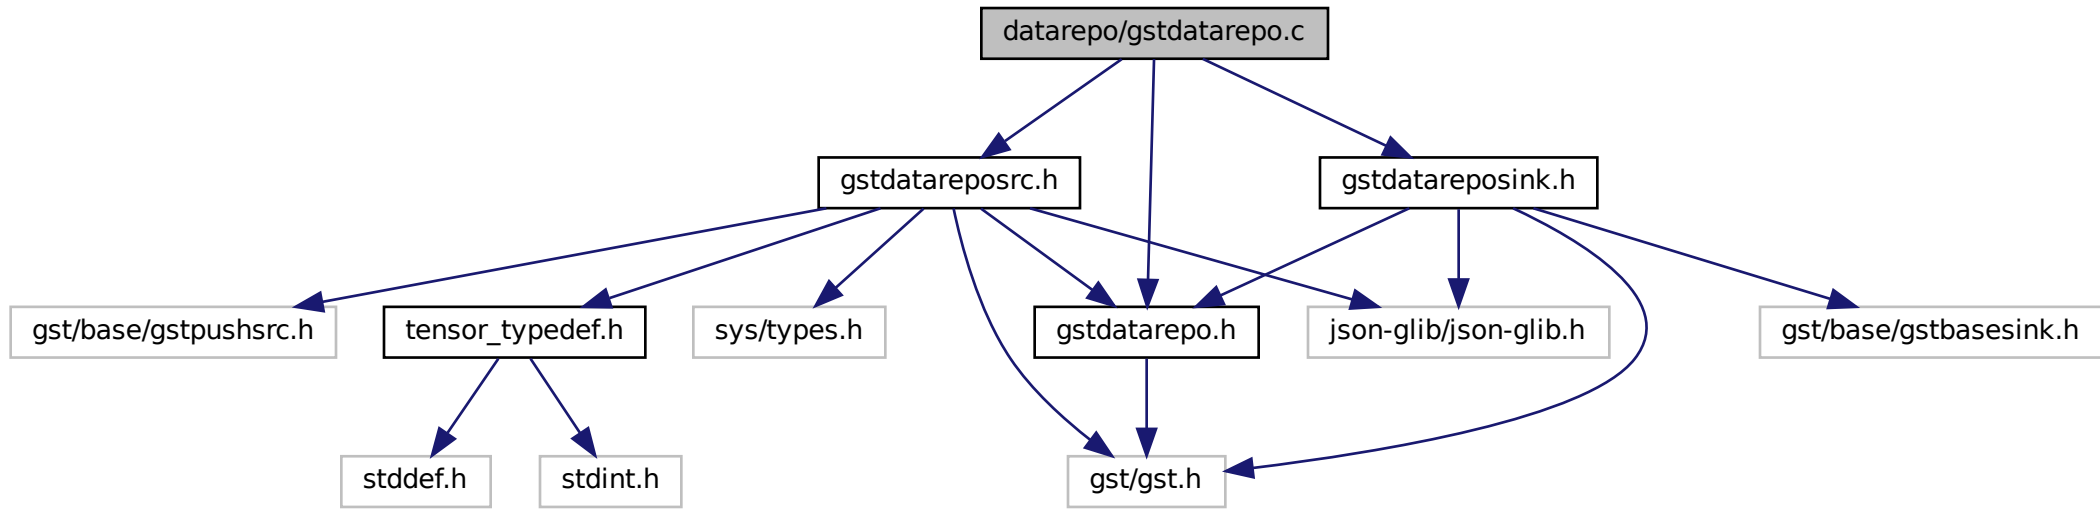 datarepo/gstdatarepo.c
gstdatareposrc.h
gstdatareposink.h
gst/base/gstpushsrc.h
tensor_typedef.h
sys/types.h
gstdatarepo.h
json-glib/json-glib.h
gst/base/gstbasesink.h
stddef.h
stdint.h
gst/gst.h